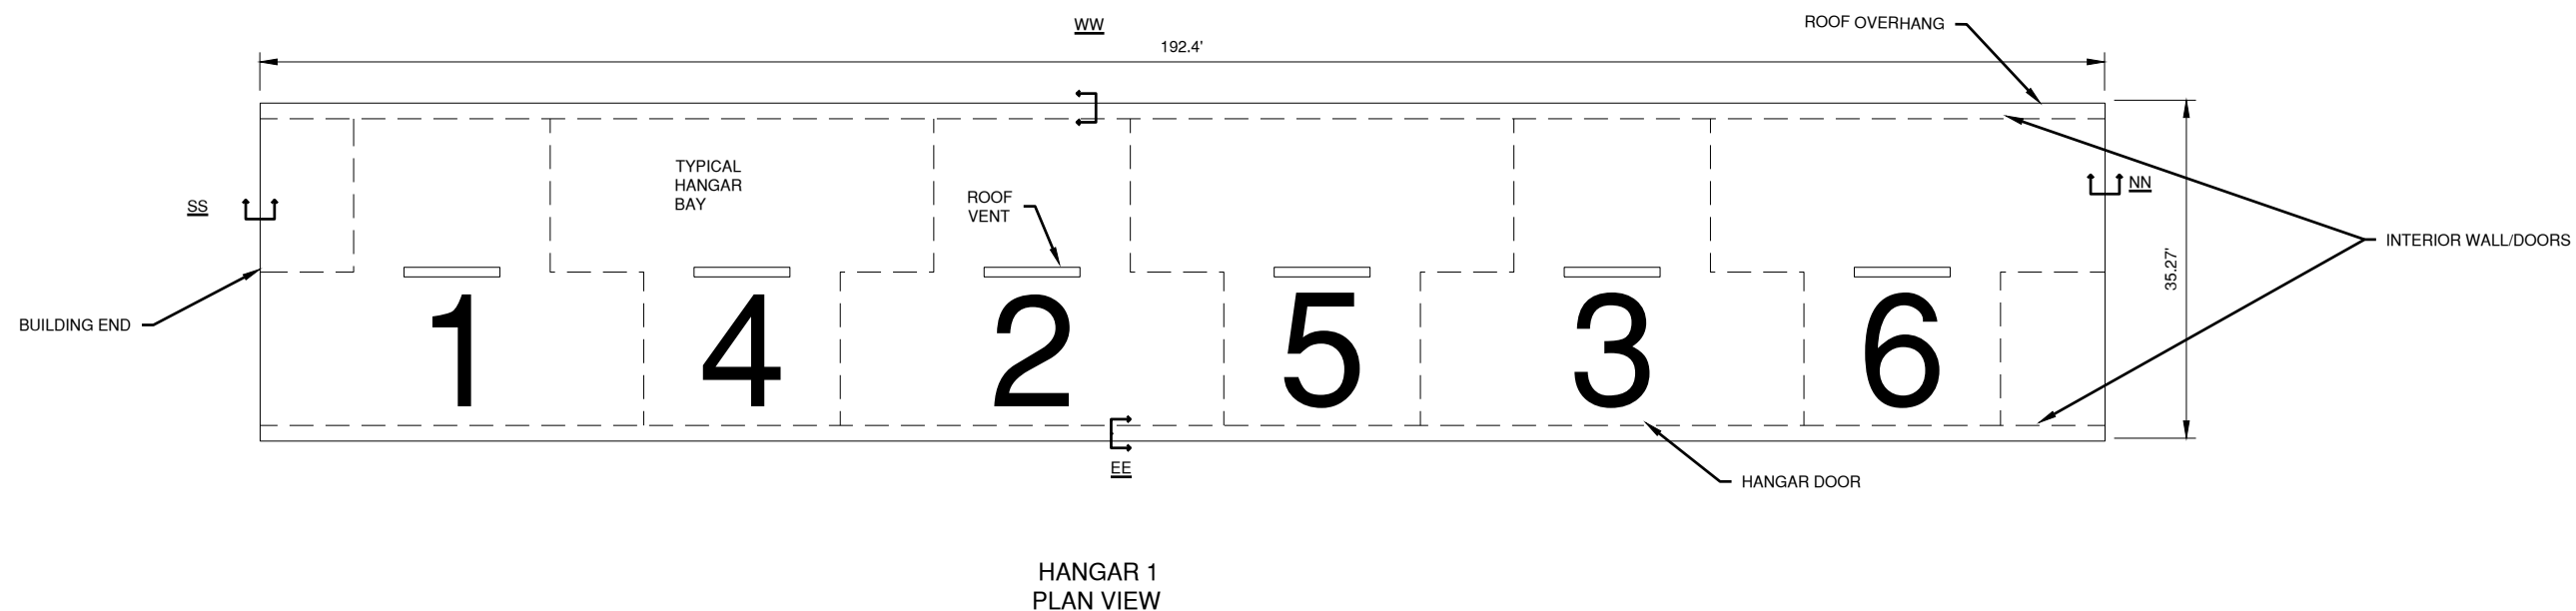 WW
192.4'
ROOF OVERHANG
TYPICAL
HANGAR
BAY
ROOF
VENT
SS
NN
INTERIOR WALL/DOORS
35.27'
BUILDING END
1
4
2
5
3
6
EE
HANGAR DOOR
HANGAR 1
PLAN VIEW